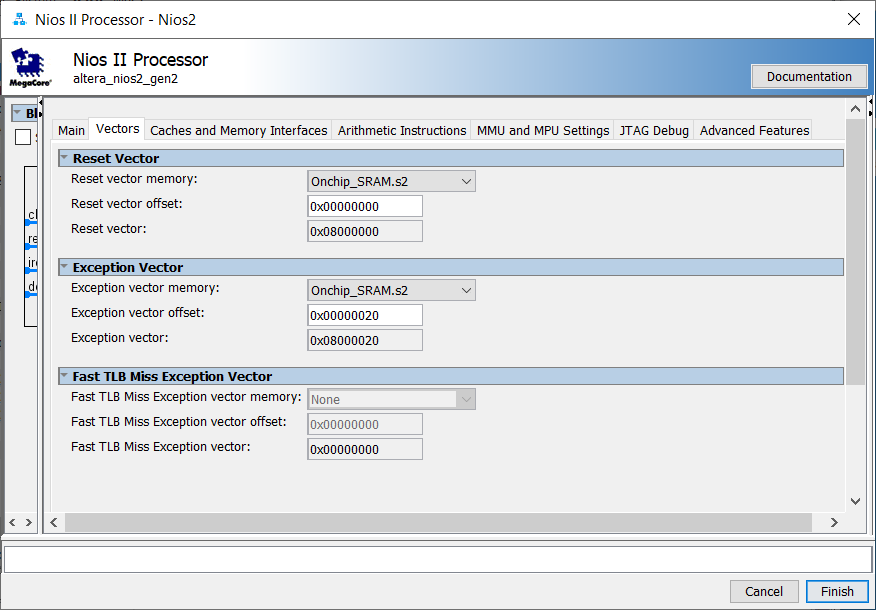 Nios II Processor - Nios2
MegaCore®
Nios II Processor
altera_nios2_gen2
Documentation
Bl
Main
Vectors
Caches and Memory Interfaces
Arithmetic Instructions
MMU and MPU Settings
JTAG Debug
Advanced Features
Reset Vector
Reset vector memory: Onchip_SRAM.s2
Reset vector offset: 0x00000000
Reset vector: 0x08000000
Exception Vector
Exception vector memory: Onchip_SRAM.s2
Exception vector offset: 0x00000020
Exception vector: 0x08000020
Fast TLB Miss Exception Vector
Fast TLB Miss Exception vector memory: None
Fast TLB Miss Exception vector offset: 0x00000000
Fast TLB Miss Exception vector: 0x00000000
cl
re
ir
de
Cancel
Finish